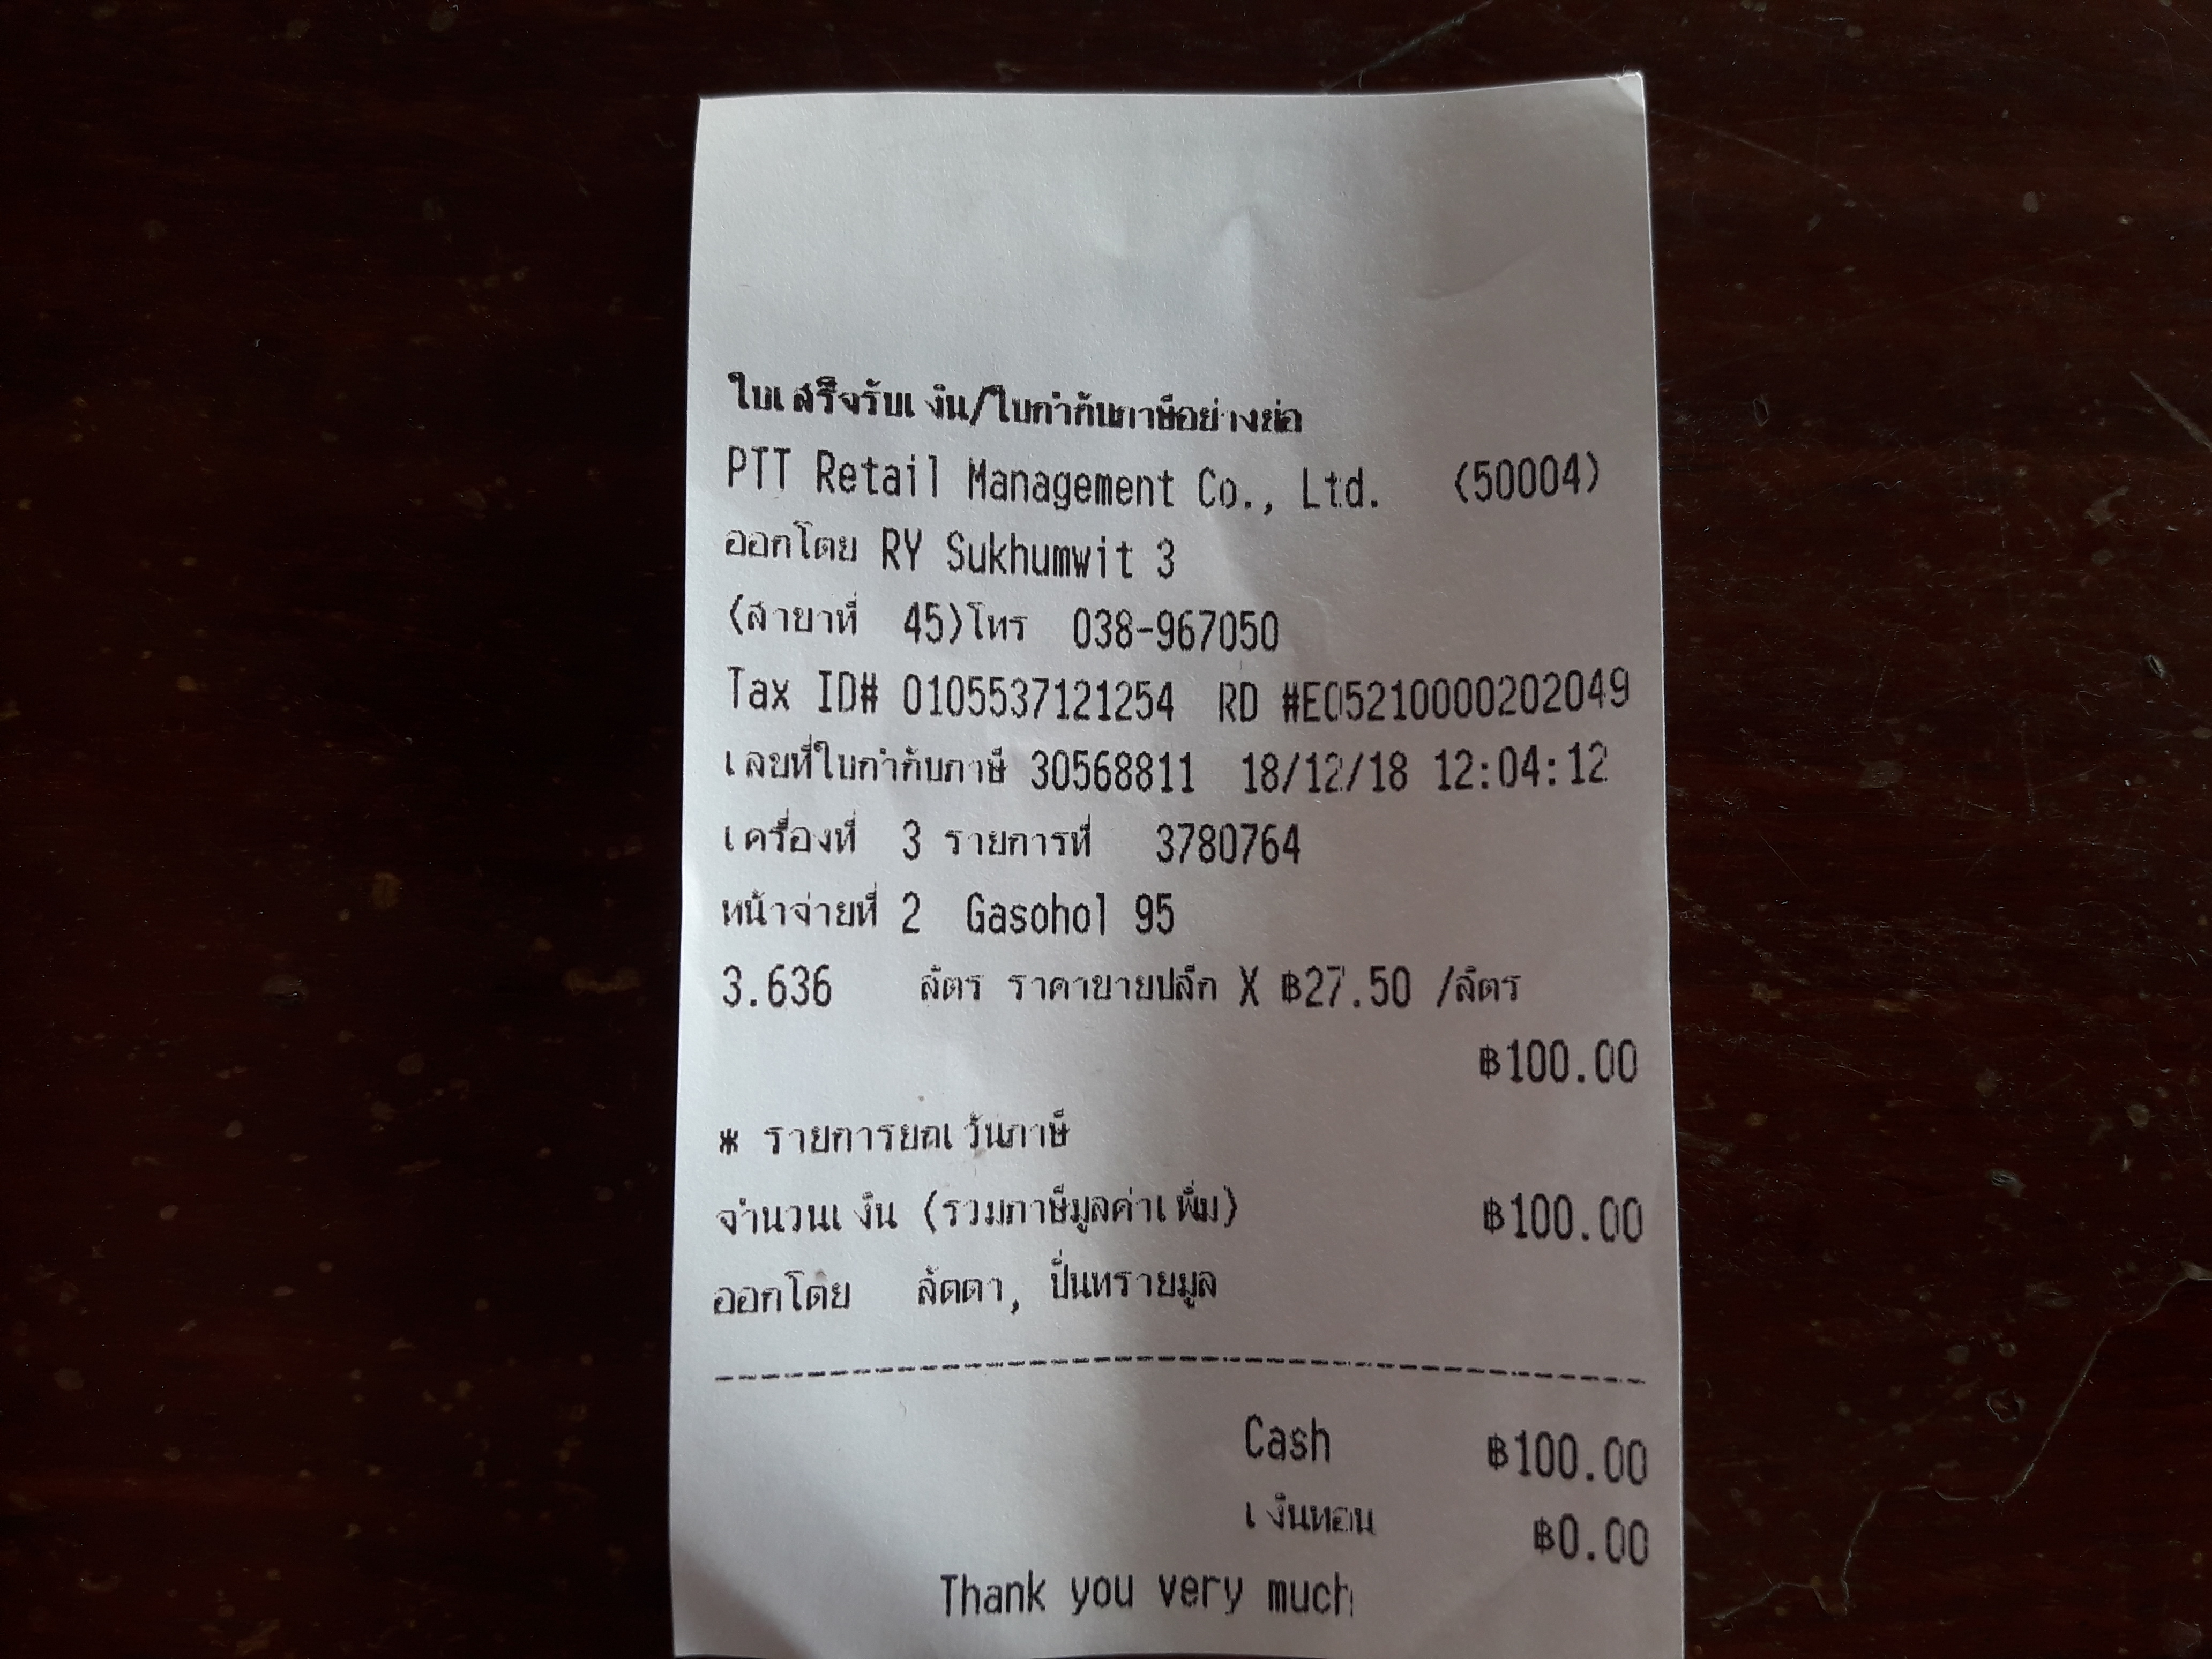 ใบเสร็จรับเงิน/ใบกำกับภาษีอย่างย่อ
PTT Retail Management Co., Ltd. (50004)
ออกโดย RY Sukhumwit 3
(สาขาที่ 45)โทร 038-967050
Tax ID# 0105537121254 RD #E05210000202049
เลขที่ใบกำกับภาษี 30568811 18/12/18 12:04:12
เครื่องที่ 3 รายการที่ 3780764
หน้าจ่ายที่ 2 Gasohol 95
3.636 ลิตร ราคาขายปลีก X ฿27.50 /ลิตร
฿100.00
* รายการยกเว้นภาษี
จำนวนเงิน (รวมภาษีมูลค่าเพิ่ม) ฿100.00
ออกโดย ลัดดา, ปิ่นทรายมูล
Cash ฿100.00
เงินทอน ฿0.00
Thank you very much